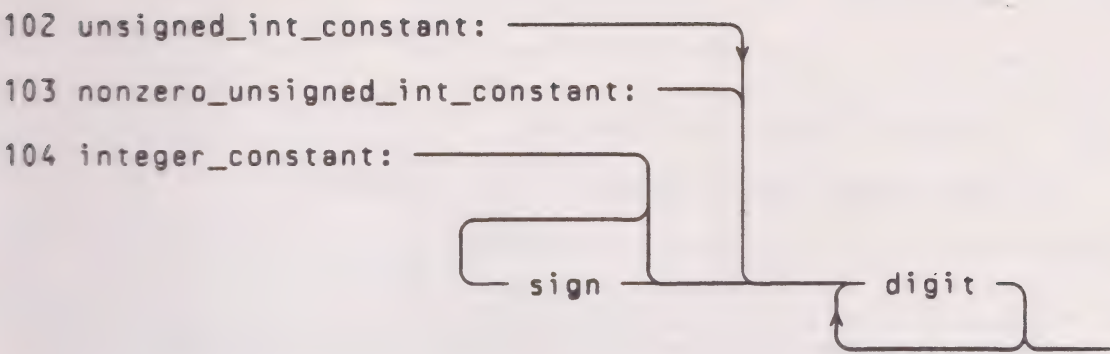 102 unsigned_int_constant:
103 nonzero_unsigned_int_constant:
104 integer_constant:
sign digit